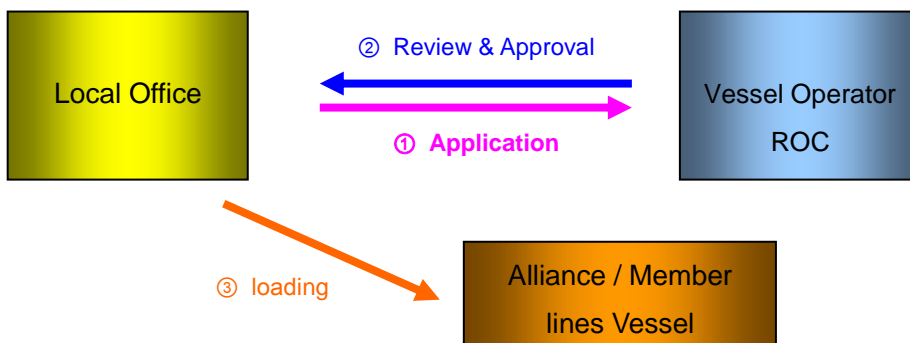 ② Review & Approval
Local Office
Vessel Operator
ROC
① Application
③ loading
Alliance / Member
lines Vessel